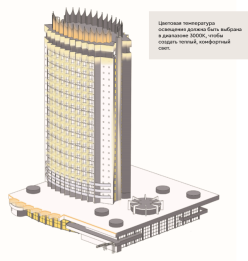 Цветовая температура
освещения должна быть выбрана
в диапазоне 3000К, чтобы
создать теплый, комфортный
свет.